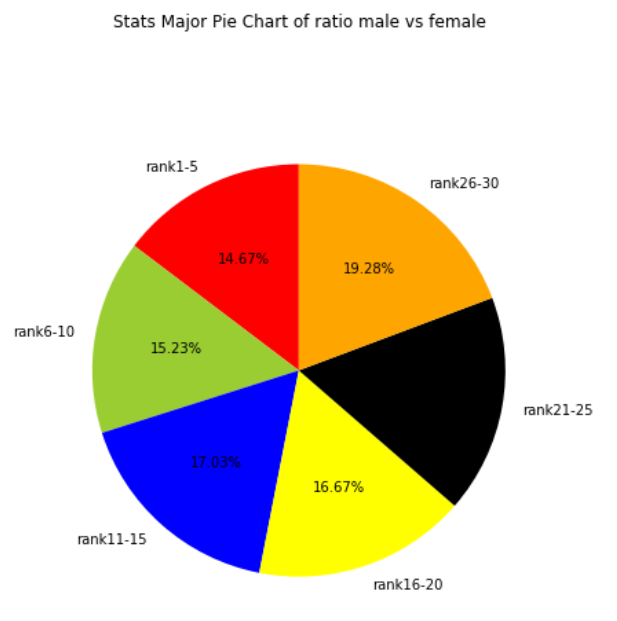 Stats Major Pie Chart of ratio male vs female
rank1-5
rank26-30
14.67%
19.28%
rank6-10
15.23%
rank21-25
17.03%
16.67%
rank11-15
rank16-20